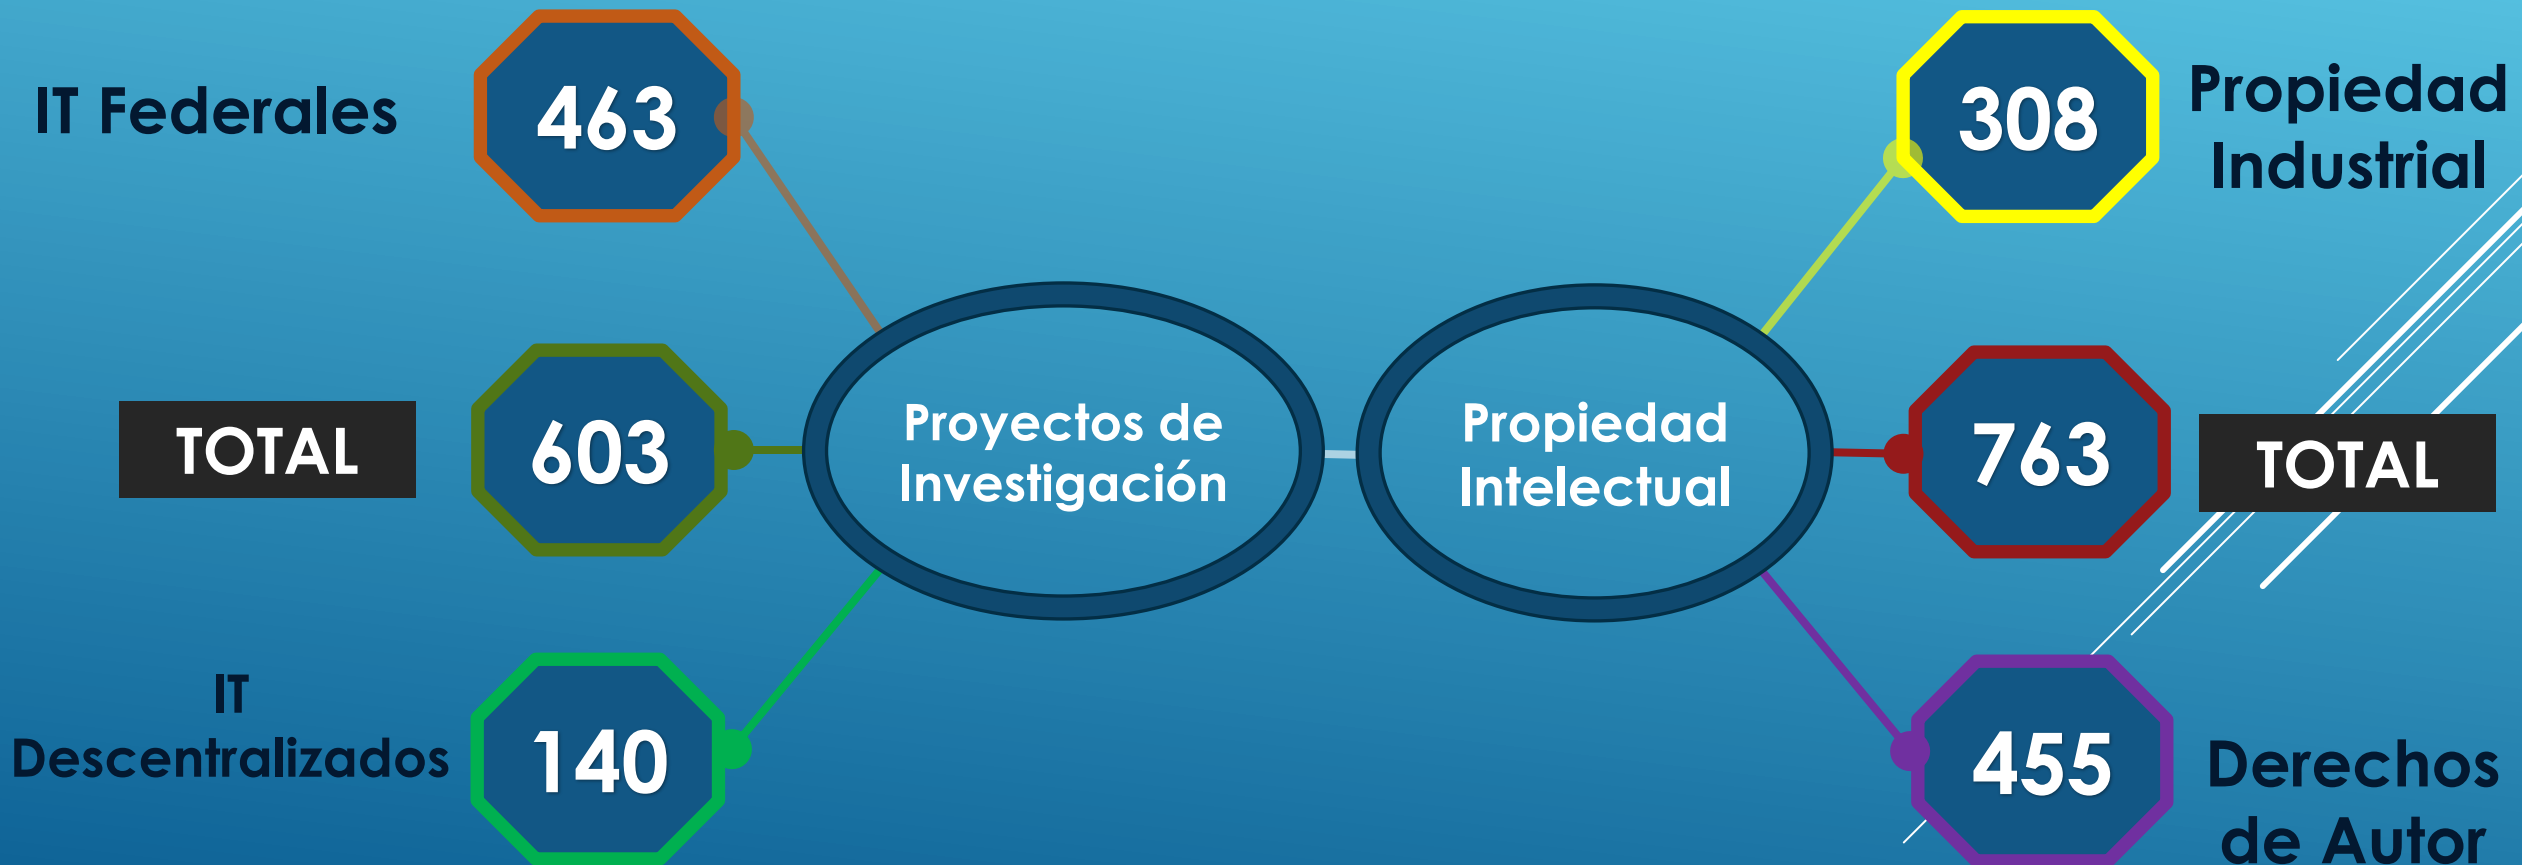 IT Federales
463
TOTAL
603
IT
Descentralizados
140
Proyectos de
Investigación
Propiedad
Intelectual
308
Propiedad
Industrial
763
TOTAL
455
Derechos
de Autor